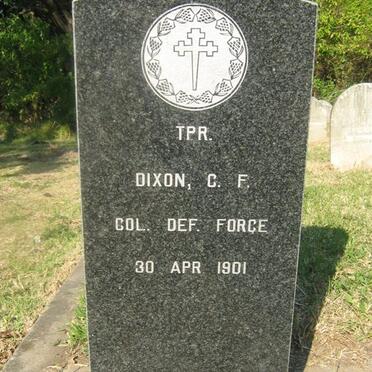 TPR.
DIXON, C. F.
COL. DEF. FORCE
30 APR 1901